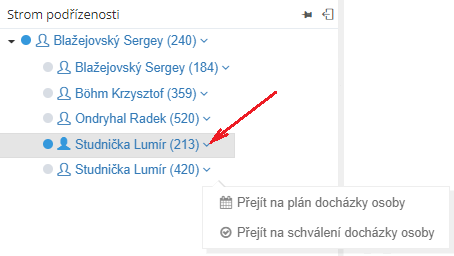 Strom podřízenosti
Blažejovský Sergey (240)
Blažejovský Sergey (184)
Böhm Krzysztof (359)
Ondryhal Radek (520)
Studnička Lumír (213)
Studnička Lumír (420)
Přejít na plán docházky osoby
Přejít na schválení docházky osoby